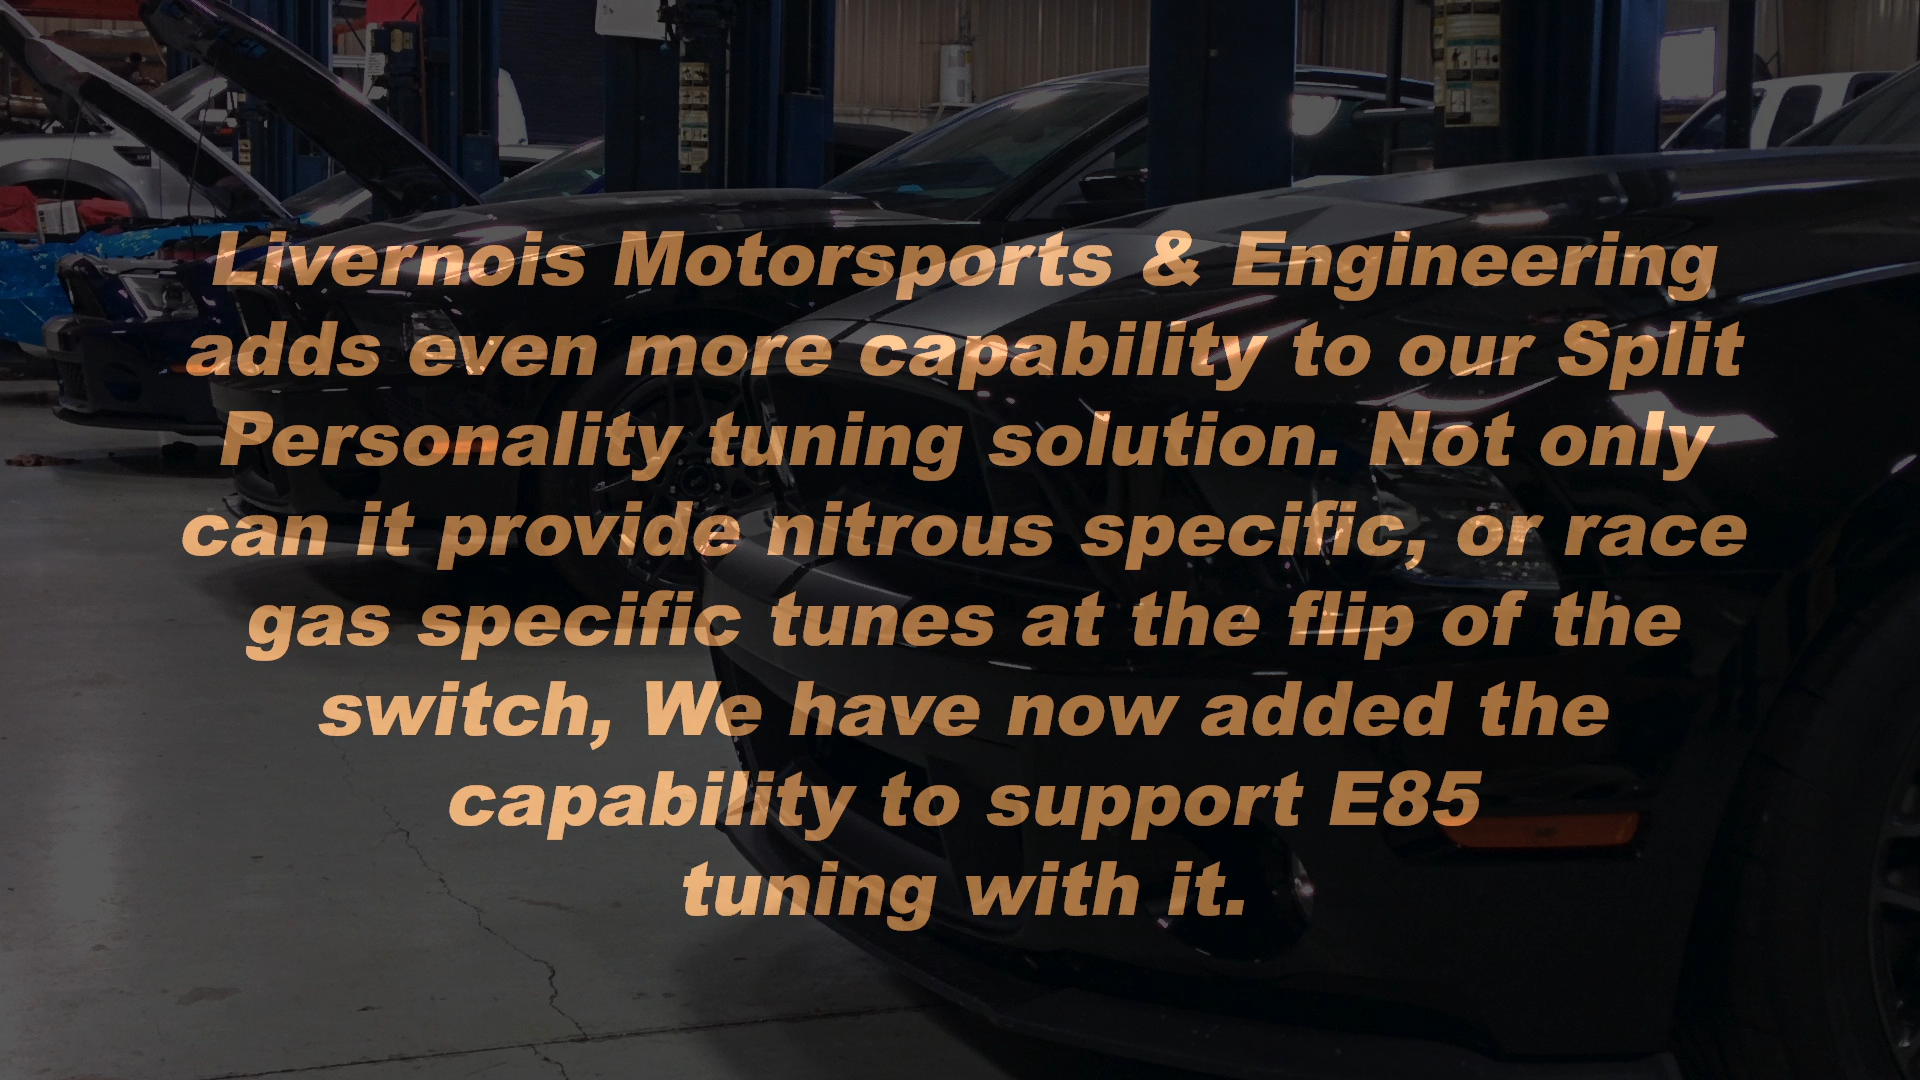 Livernois Motorsports & Engineering
adds even more capability to our Split
Personality tuning solution. Not only
can it provide nitrous specific, or race
gas specific tunes at the flip of the
switch, We have now added the
capability to support E85
tuning with it.